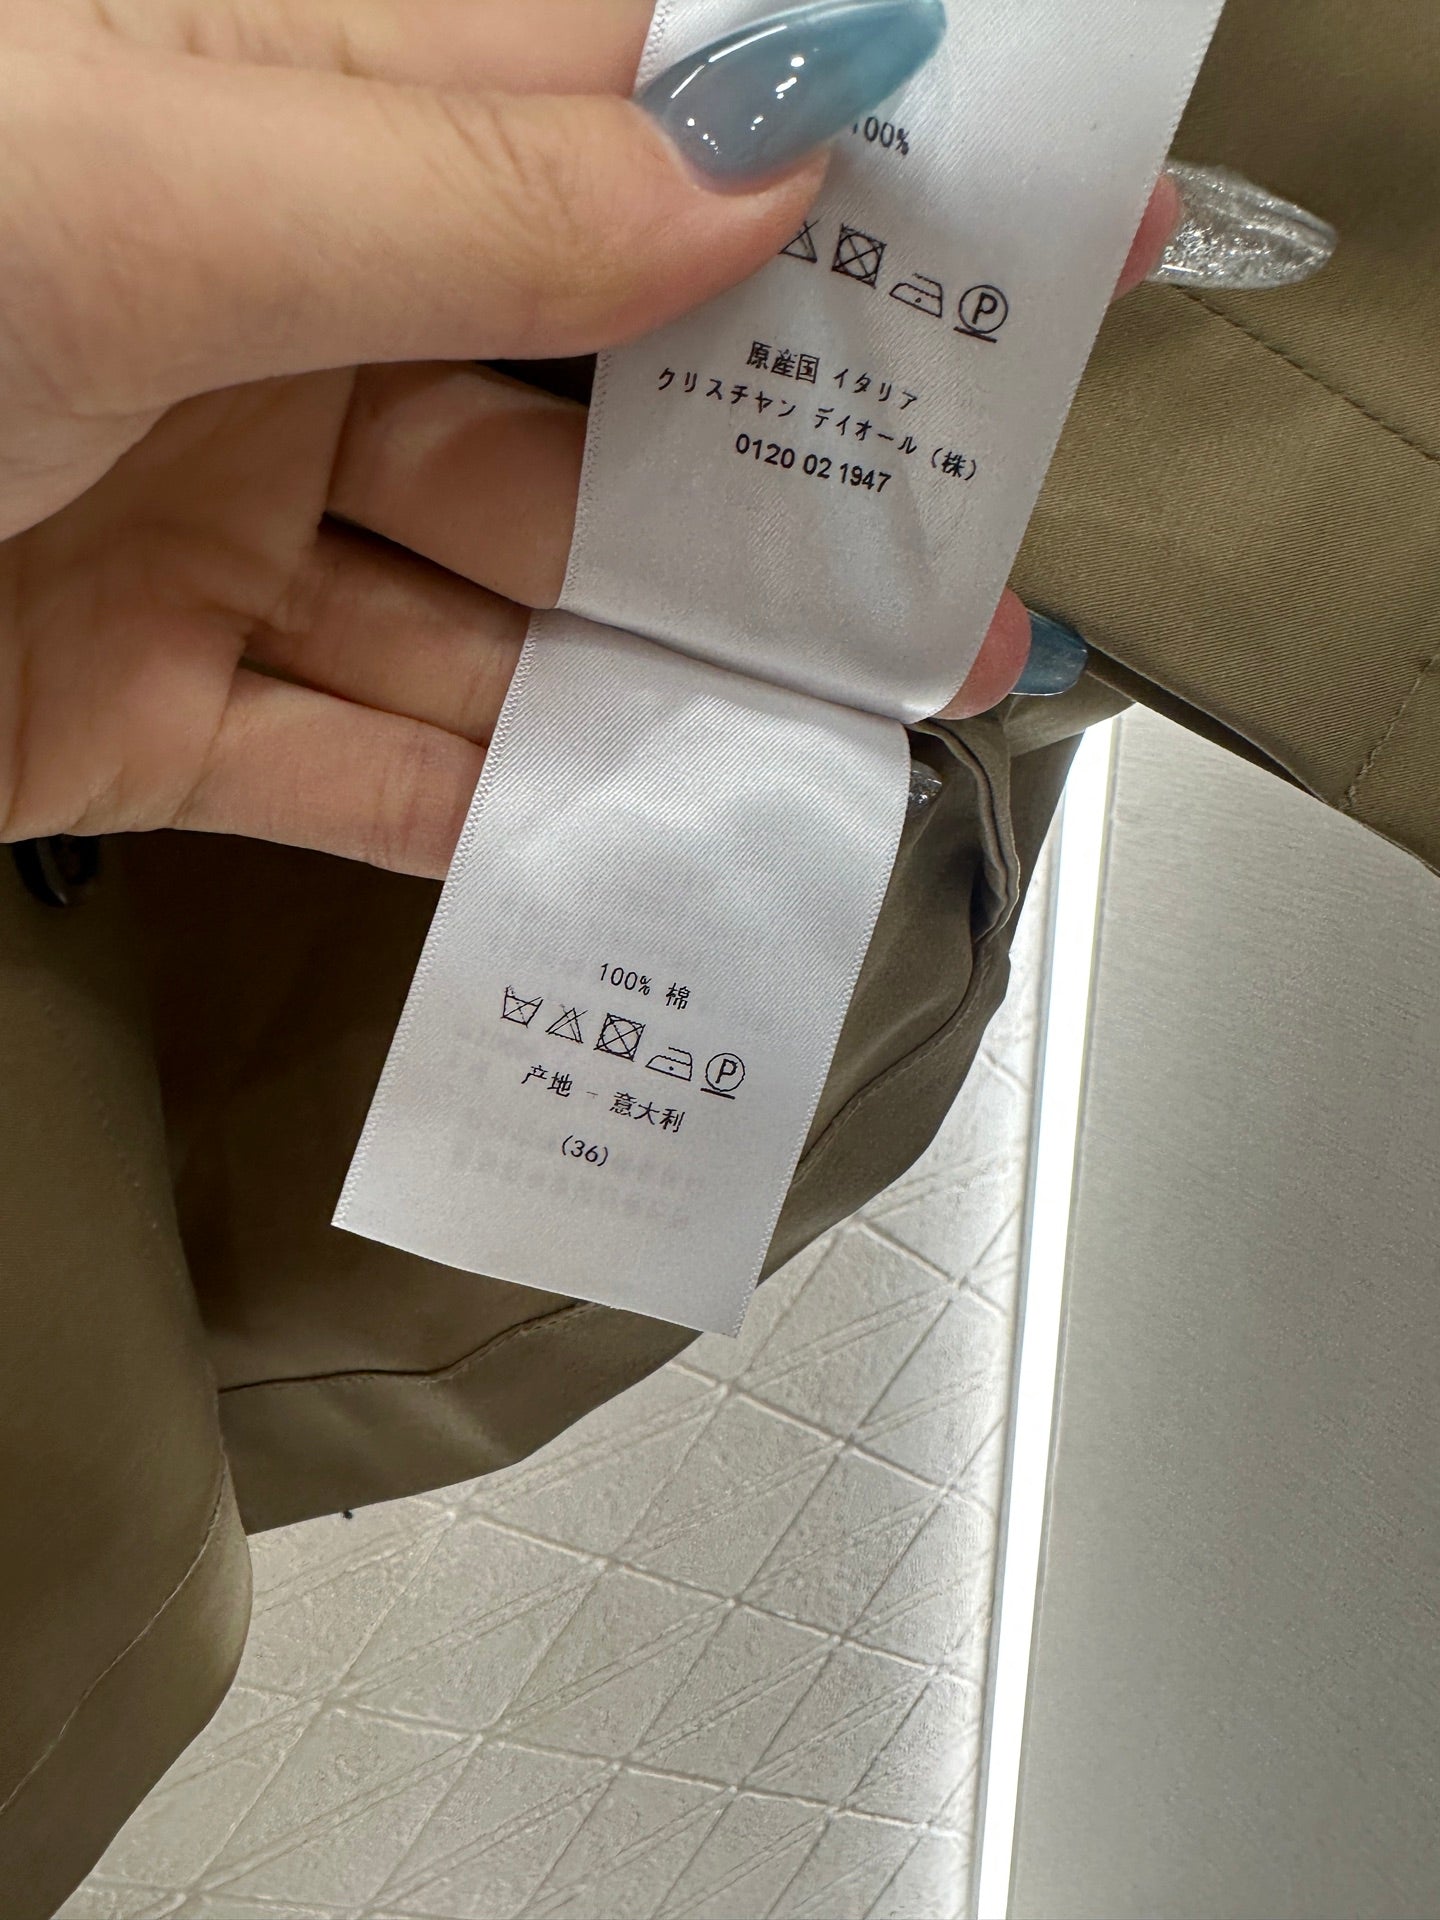 100%
原産国 イタリア
クリスチャン デイオール (株)
0120 02 1947
100% 棉
P
产地 - 意大利
(36)